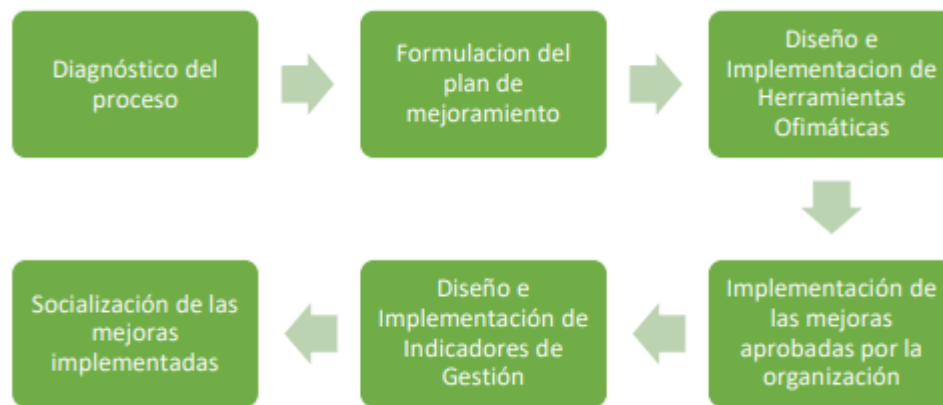 Diagnóstico del
proceso
Formulacion del
plan de
mejoramiento
Diseño e
Implementacion de
Herramientas
Ofimáticas
Implementación de
las mejoras
aprobadas por la
organización
Diseño e
Implementación de
Indicadores de
Gestión
Socialización de las
mejoras
implementadas